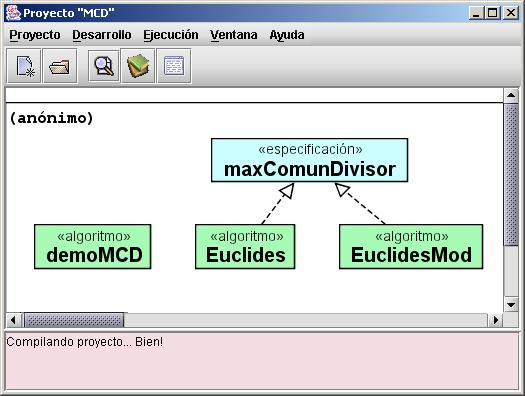 Proyecto "MCD"
Proyecto Desarrollo Ejecución Ventana Ayuda
(anónimo)
«especificación»
maxComunDivisor
«algoritmo» «algoritmo» «algoritmo»
demoMCD Euclides EuclidesMod
Compilando proyecto... Bien!